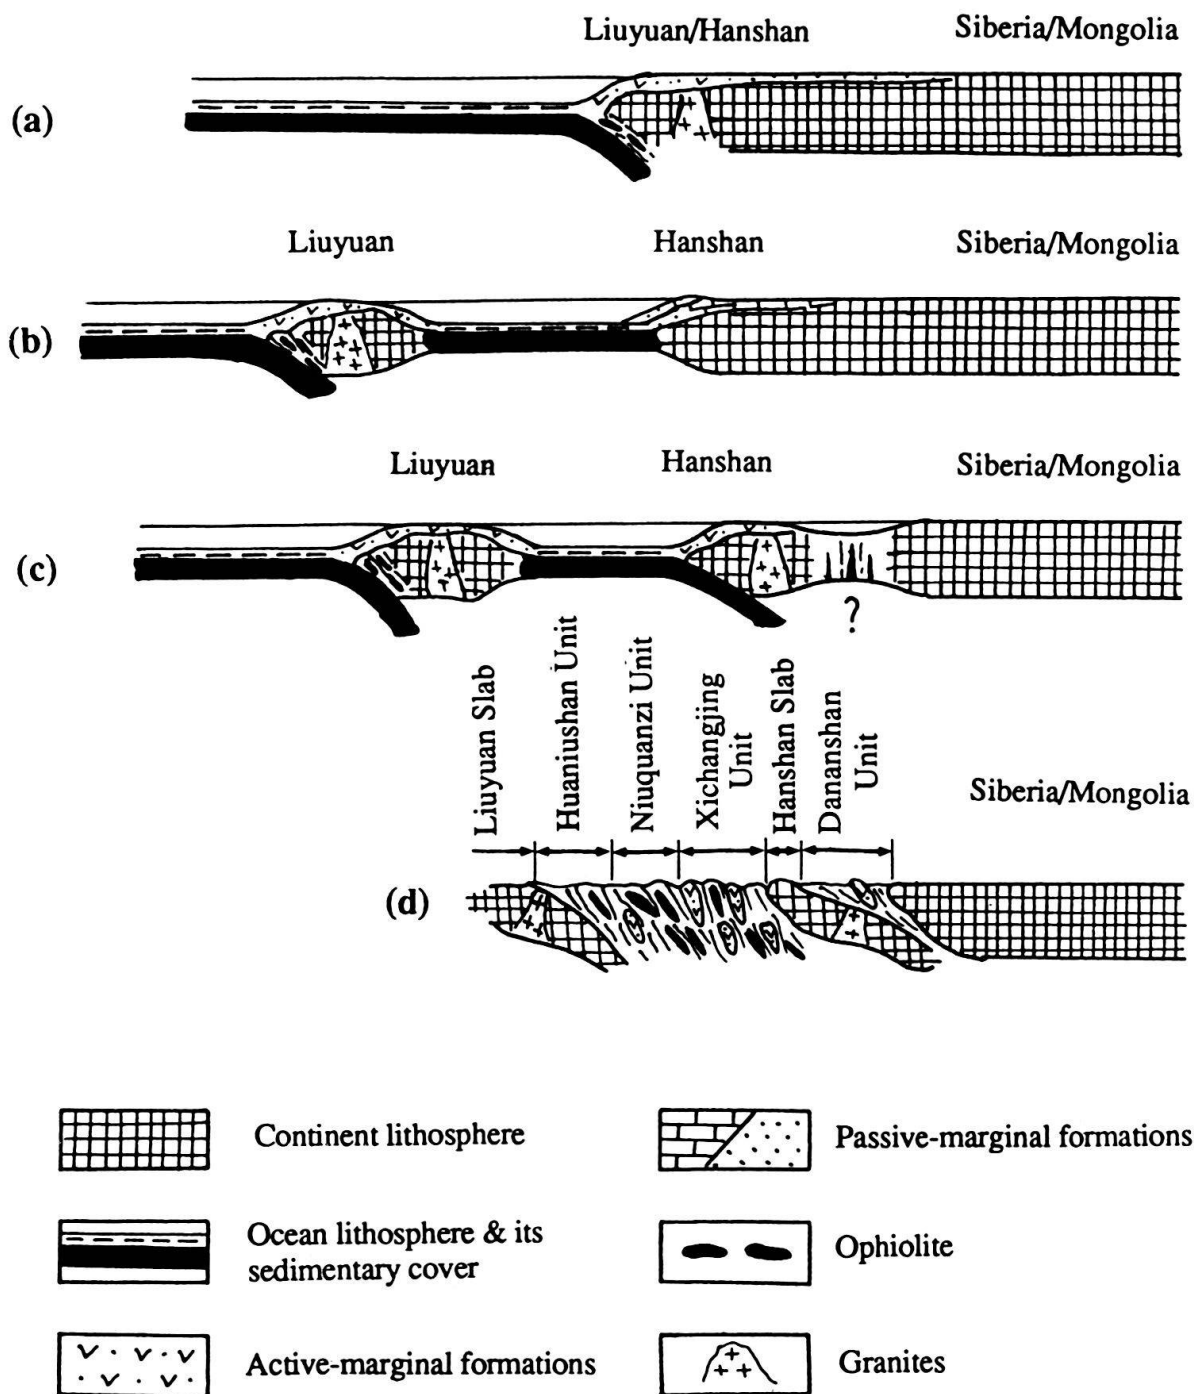 Liuyuan/Hanshan Siberia/Mongolia
(a)
Liuyuan Hanshan Siberia/Mongolia
(b)
Liuyuan Hanshan Siberia/Mongolia
(c)
?
Liuyuan Slab
Huaniushan Unit
Niuquanzi Unit
Xichangjing
Unit
Hanshan Slab
Dananshan
Unit
Siberia/Mongolia
(d)
Continent lithosphere
Passive-marginal formations
Ocean lithosphere & its
sedimentary cover
Ophiolite
Active-marginal formations
Granites